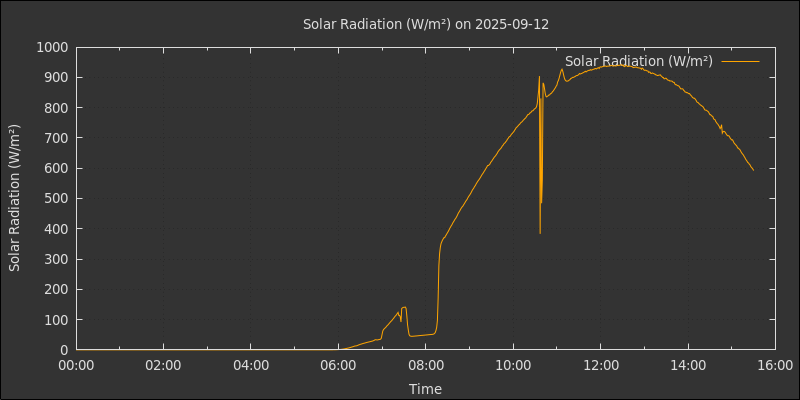 Solar Radiation (W/m²) on 2025-09-12
Solar Radiation (W/m²)
Solar Radiation (W/m²)
1000
900
800
700
600
500
400
300
200
100
0
00:00 02:00 04:00 06:00 08:00 10:00 12:00 14:00 16:00
Time